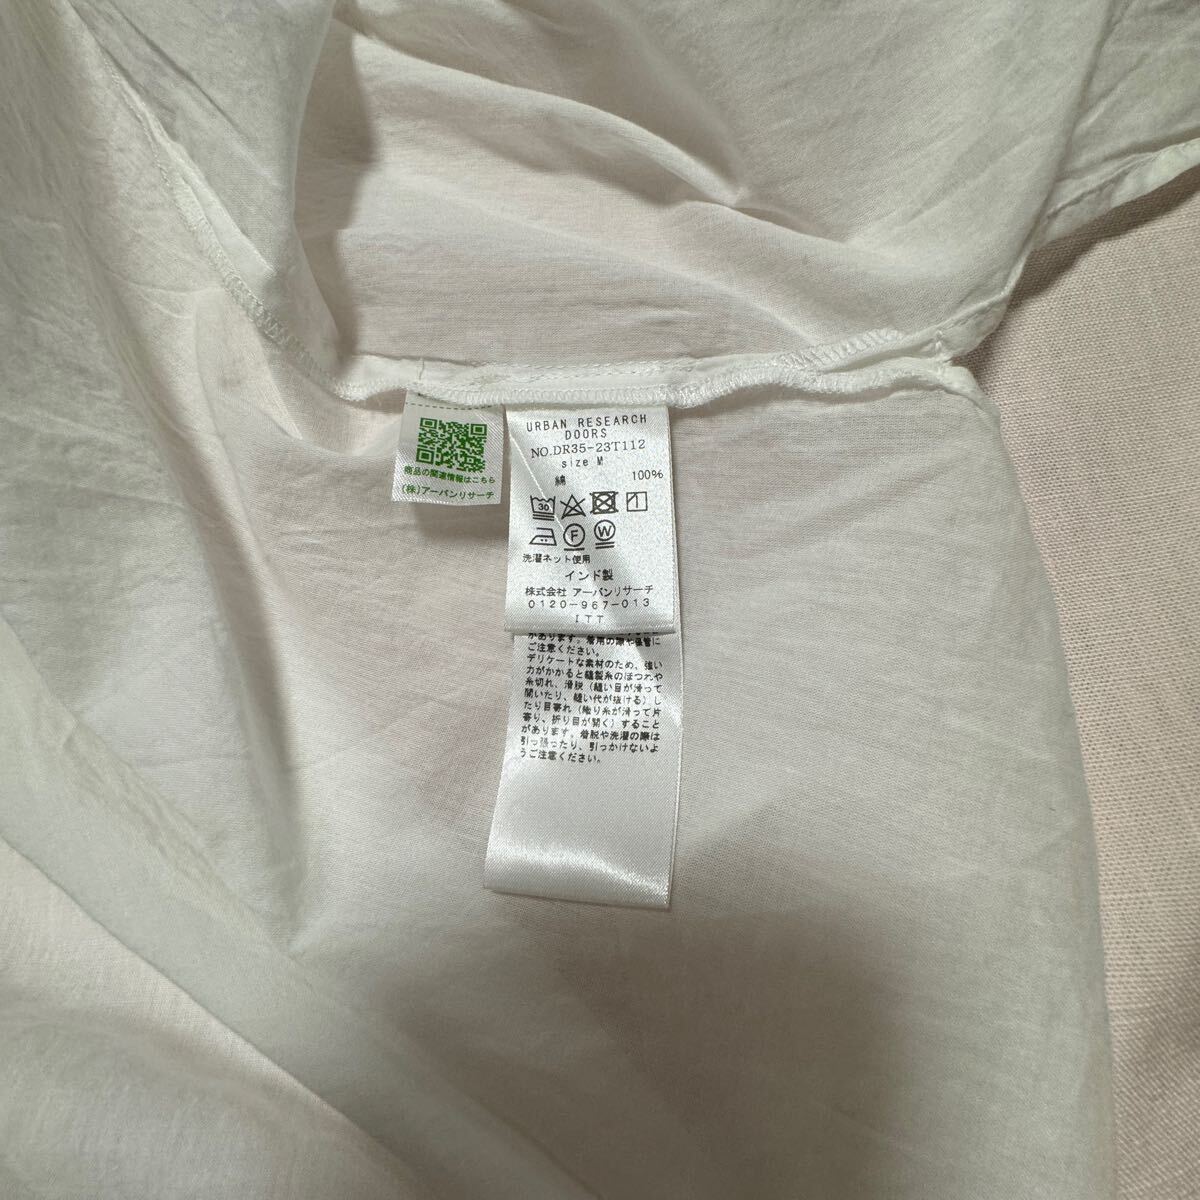 商品の関連情報はこちら
(株)アーバンリサーチ
URBAN RESEARCH
DOORS
NO.DR35-23T112
size M
綿 100%
30
F W
洗濯ネット使用
インド製
株式会社 アーバンリサーチ
0120-967-013
ITT
があります。着用の際や保管に
ご注意ください。
デリケートな素材のため、強い
力がかかると縫製糸のほつれや
糸切れ、滑脱(縫い目が滑って
開いたり、縫い代が抜ける)し
たり目寄れ(織り糸が滑って片
寄り、折り目が開く)すること
があります。着脱や洗濯の際は
引っ張ったり、引っかけないよ
うご注意ください。